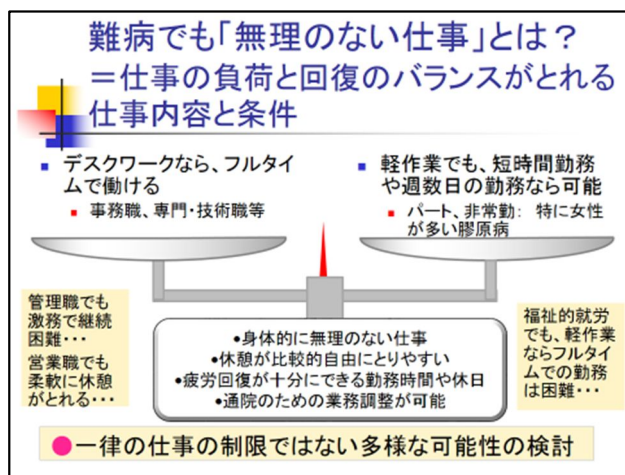 難病でも「無理のない仕事」とは？
＝仕事の負荷と回復のバランスがとれる
仕事内容と条件
デスクワークなら、フルタイ
ムで働ける
事務職、専門・技術職等
軽作業でも、短時間勤務
や週数日の勤務なら可能
パート、非常勤： 特に女性
が多い膠原病
管理職でも
激務で継続
困難・・・
営業職でも
柔軟に休憩
がとれる・・・
•身体的に無理のない仕事
•休憩が比較的自由にとりやすい
•疲労回復が十分にできる勤務時間や休日
•通院のための業務調整が可能
福祉的就労
でも、軽作業
ならフルタイ
ムでの勤務
は困難・・・
●一律の仕事の制限ではない多様な可能性の検討